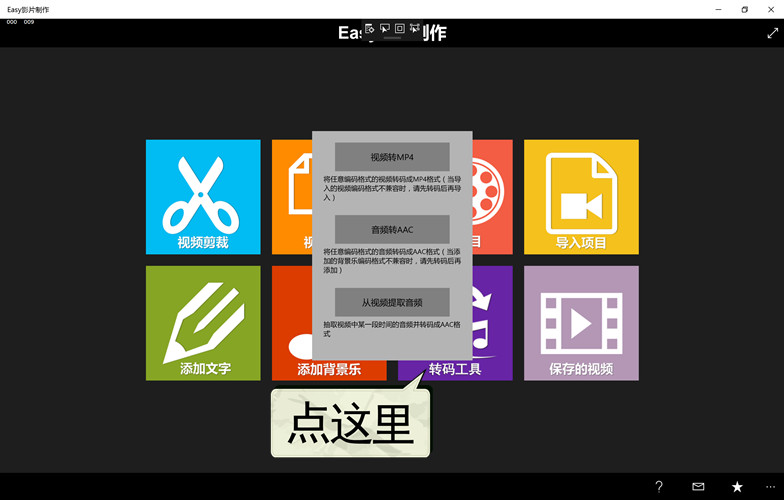 Easy影片制作
000 009
Easy 制作
视频剪裁
视
目
导入项目
视频转MP4
将任意编码格式的视频转码成MP4格式（当导
入的视频编码格式不兼容时，请先转码后再导
入）
音频转AAC
将任意编码格式的音频转码成AAC格式（当添
加的背景乐编码格式不兼容时，请先转码后再
添加）
从视频提取音频
抽取视频中某一段时间的音频并转码成AAC格
式
添加文字
添加背景乐
转码工具
保存的视频
点这里